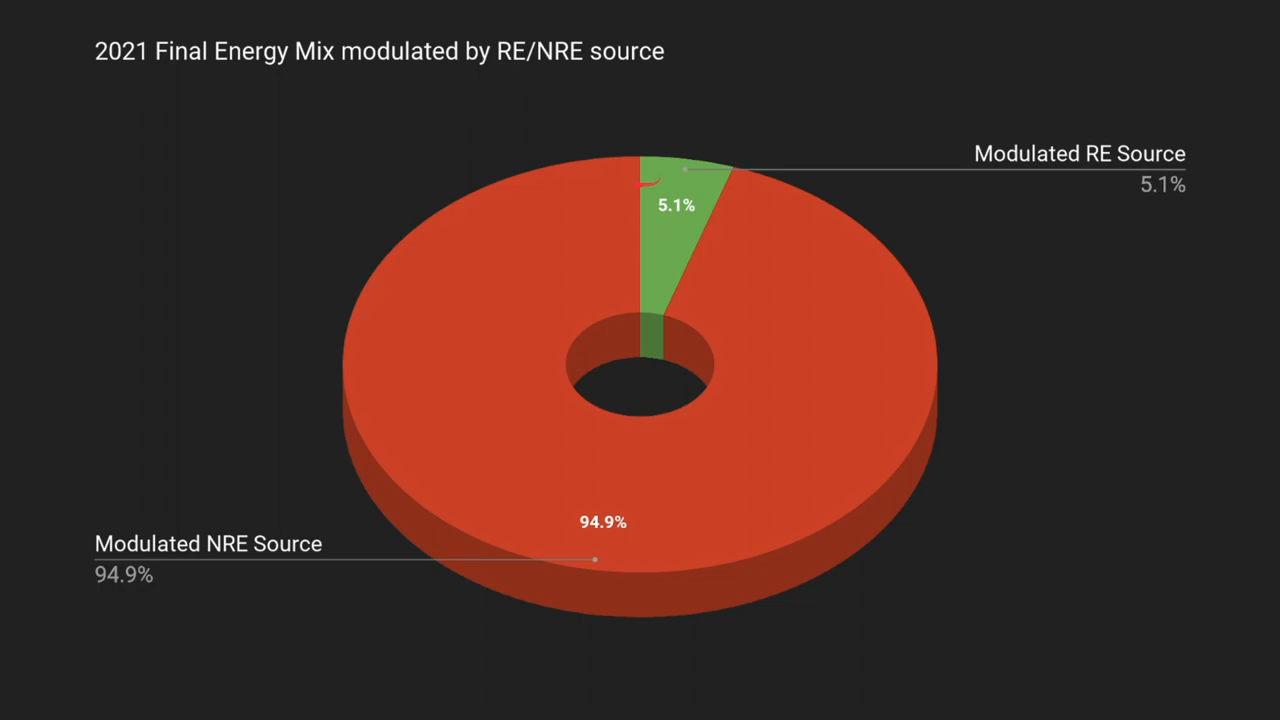 2021 Final Energy Mix modulated by RE/NRE source
Modulated RE Source
5.1%
5.1%
94.9%
Modulated NRE Source
94.9%